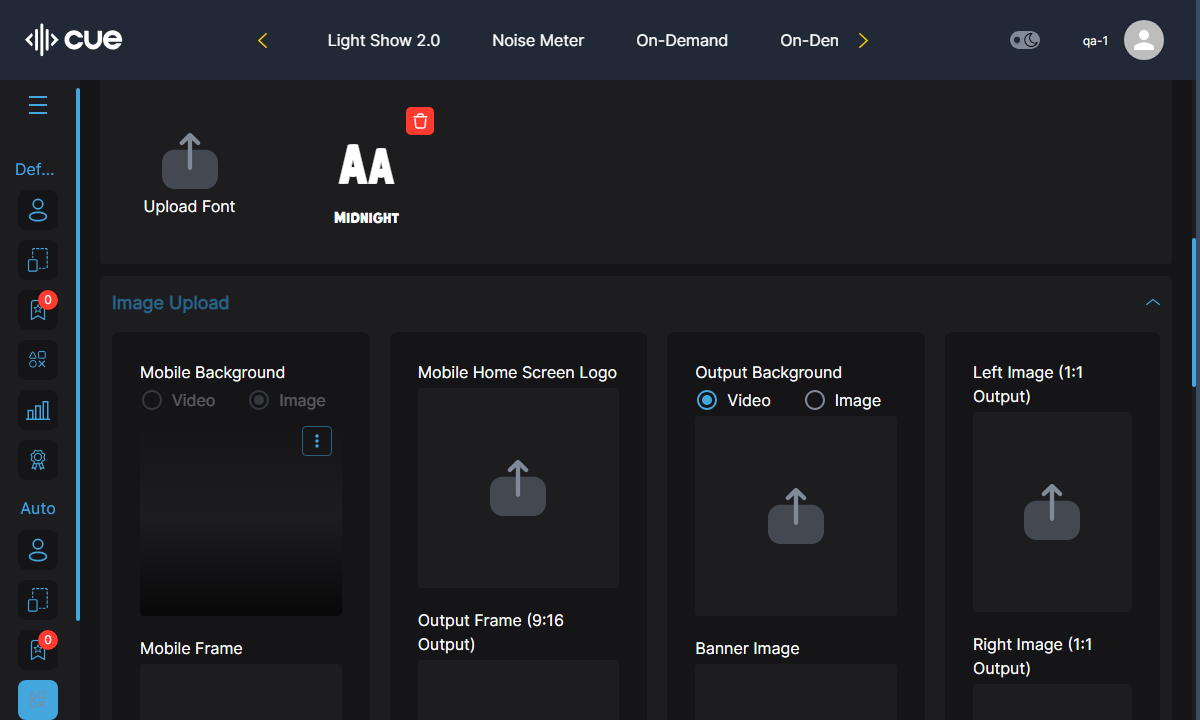 cue
Light Show 2.0
Noise Meter
On-Demand
On-Den
qa-1
Def...
0
Auto
0
Upload Font
AA
MIDNIGHT
Image Upload
Mobile Background
Video
Image
Mobile Frame
Mobile Home Screen Logo
Output Frame (9:16
Output)
Output Background
Video
Image
Banner Image
Left Image (1:1
Output)
Right Image (1:1
Output)